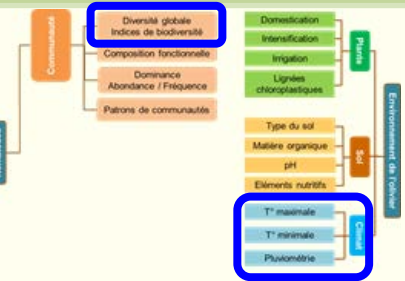 Communauté
Diversité globale
Indices de biodiversité
Composition fonctionnelle
Dominance
Abondance / Fréquence
Patrons de communautés
Domestication
Intensification
Irrigation
Lignées
chloroplastiques
Plante
Type du sol
Matière organique
pH
Eléments nutritifs
Sol
T° maximale
T° minimale
Pluviométrie
Climat
Environnement de l'olivier